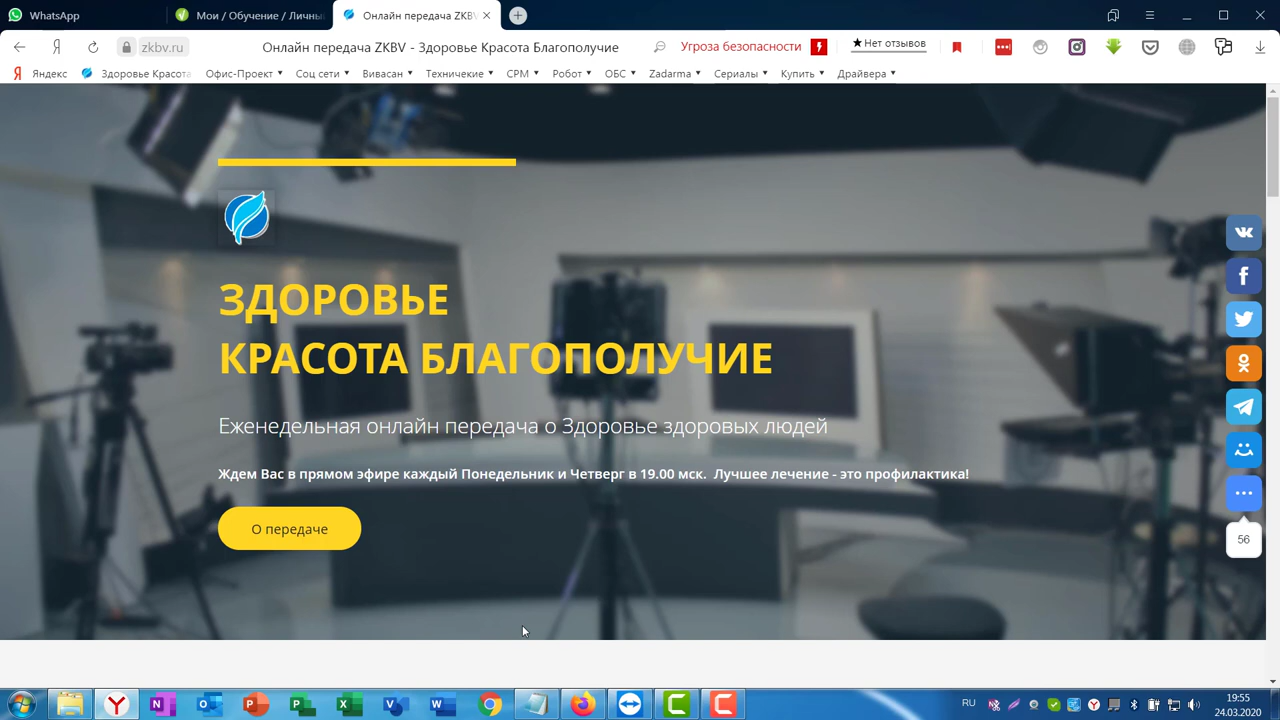 WhatsApp
Мои / Обучение / Личны
Онлайн передача ZKBV
zkbv.ru
Онлайн передача ZKBV - Здоровье Красота Благополучие
Угроза безопасности
★ Нет отзывов
Яндекс
Здоровье Красота
Офис-Проект
Соц сети
Вивасан
Технические
СРМ
Робот
ОБС
Zadarma
Сериалы
Купить
Драйвера
ЗДОРОВЬЕ
КРАСОТА БЛАГОПОЛУЧИЕ
Еженедельная онлайн передача о Здоровье здоровых людей
Ждем Вас в прямом эфире каждый Понедельник и Четверг в 19.00 мск. Лучшее лечение - это профилактика!
О передаче
56
RU
19:55
24.03.2020